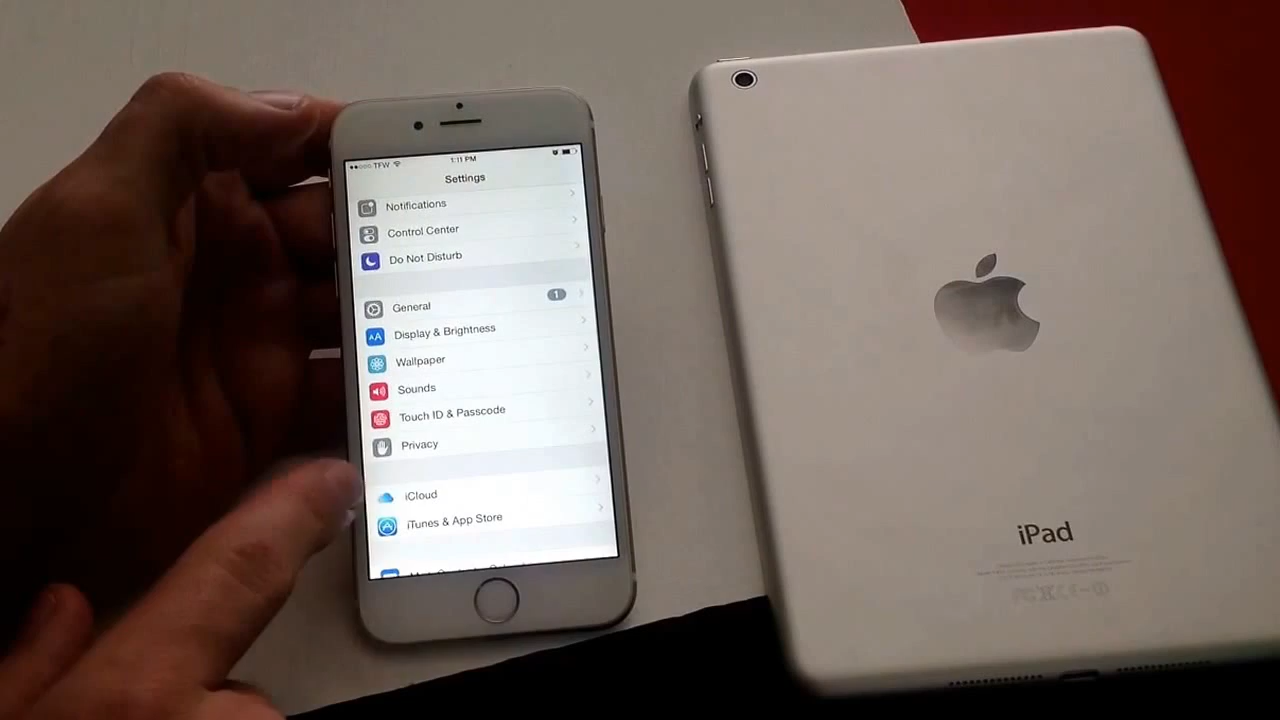 TFW
1:11 PM
Settings
Notifications
Control Center
Do Not Disturb
General
1
Display & Brightness
Wallpaper
Sounds
Touch ID & Passcode
Privacy
iCloud
iTunes & App Store
iPad